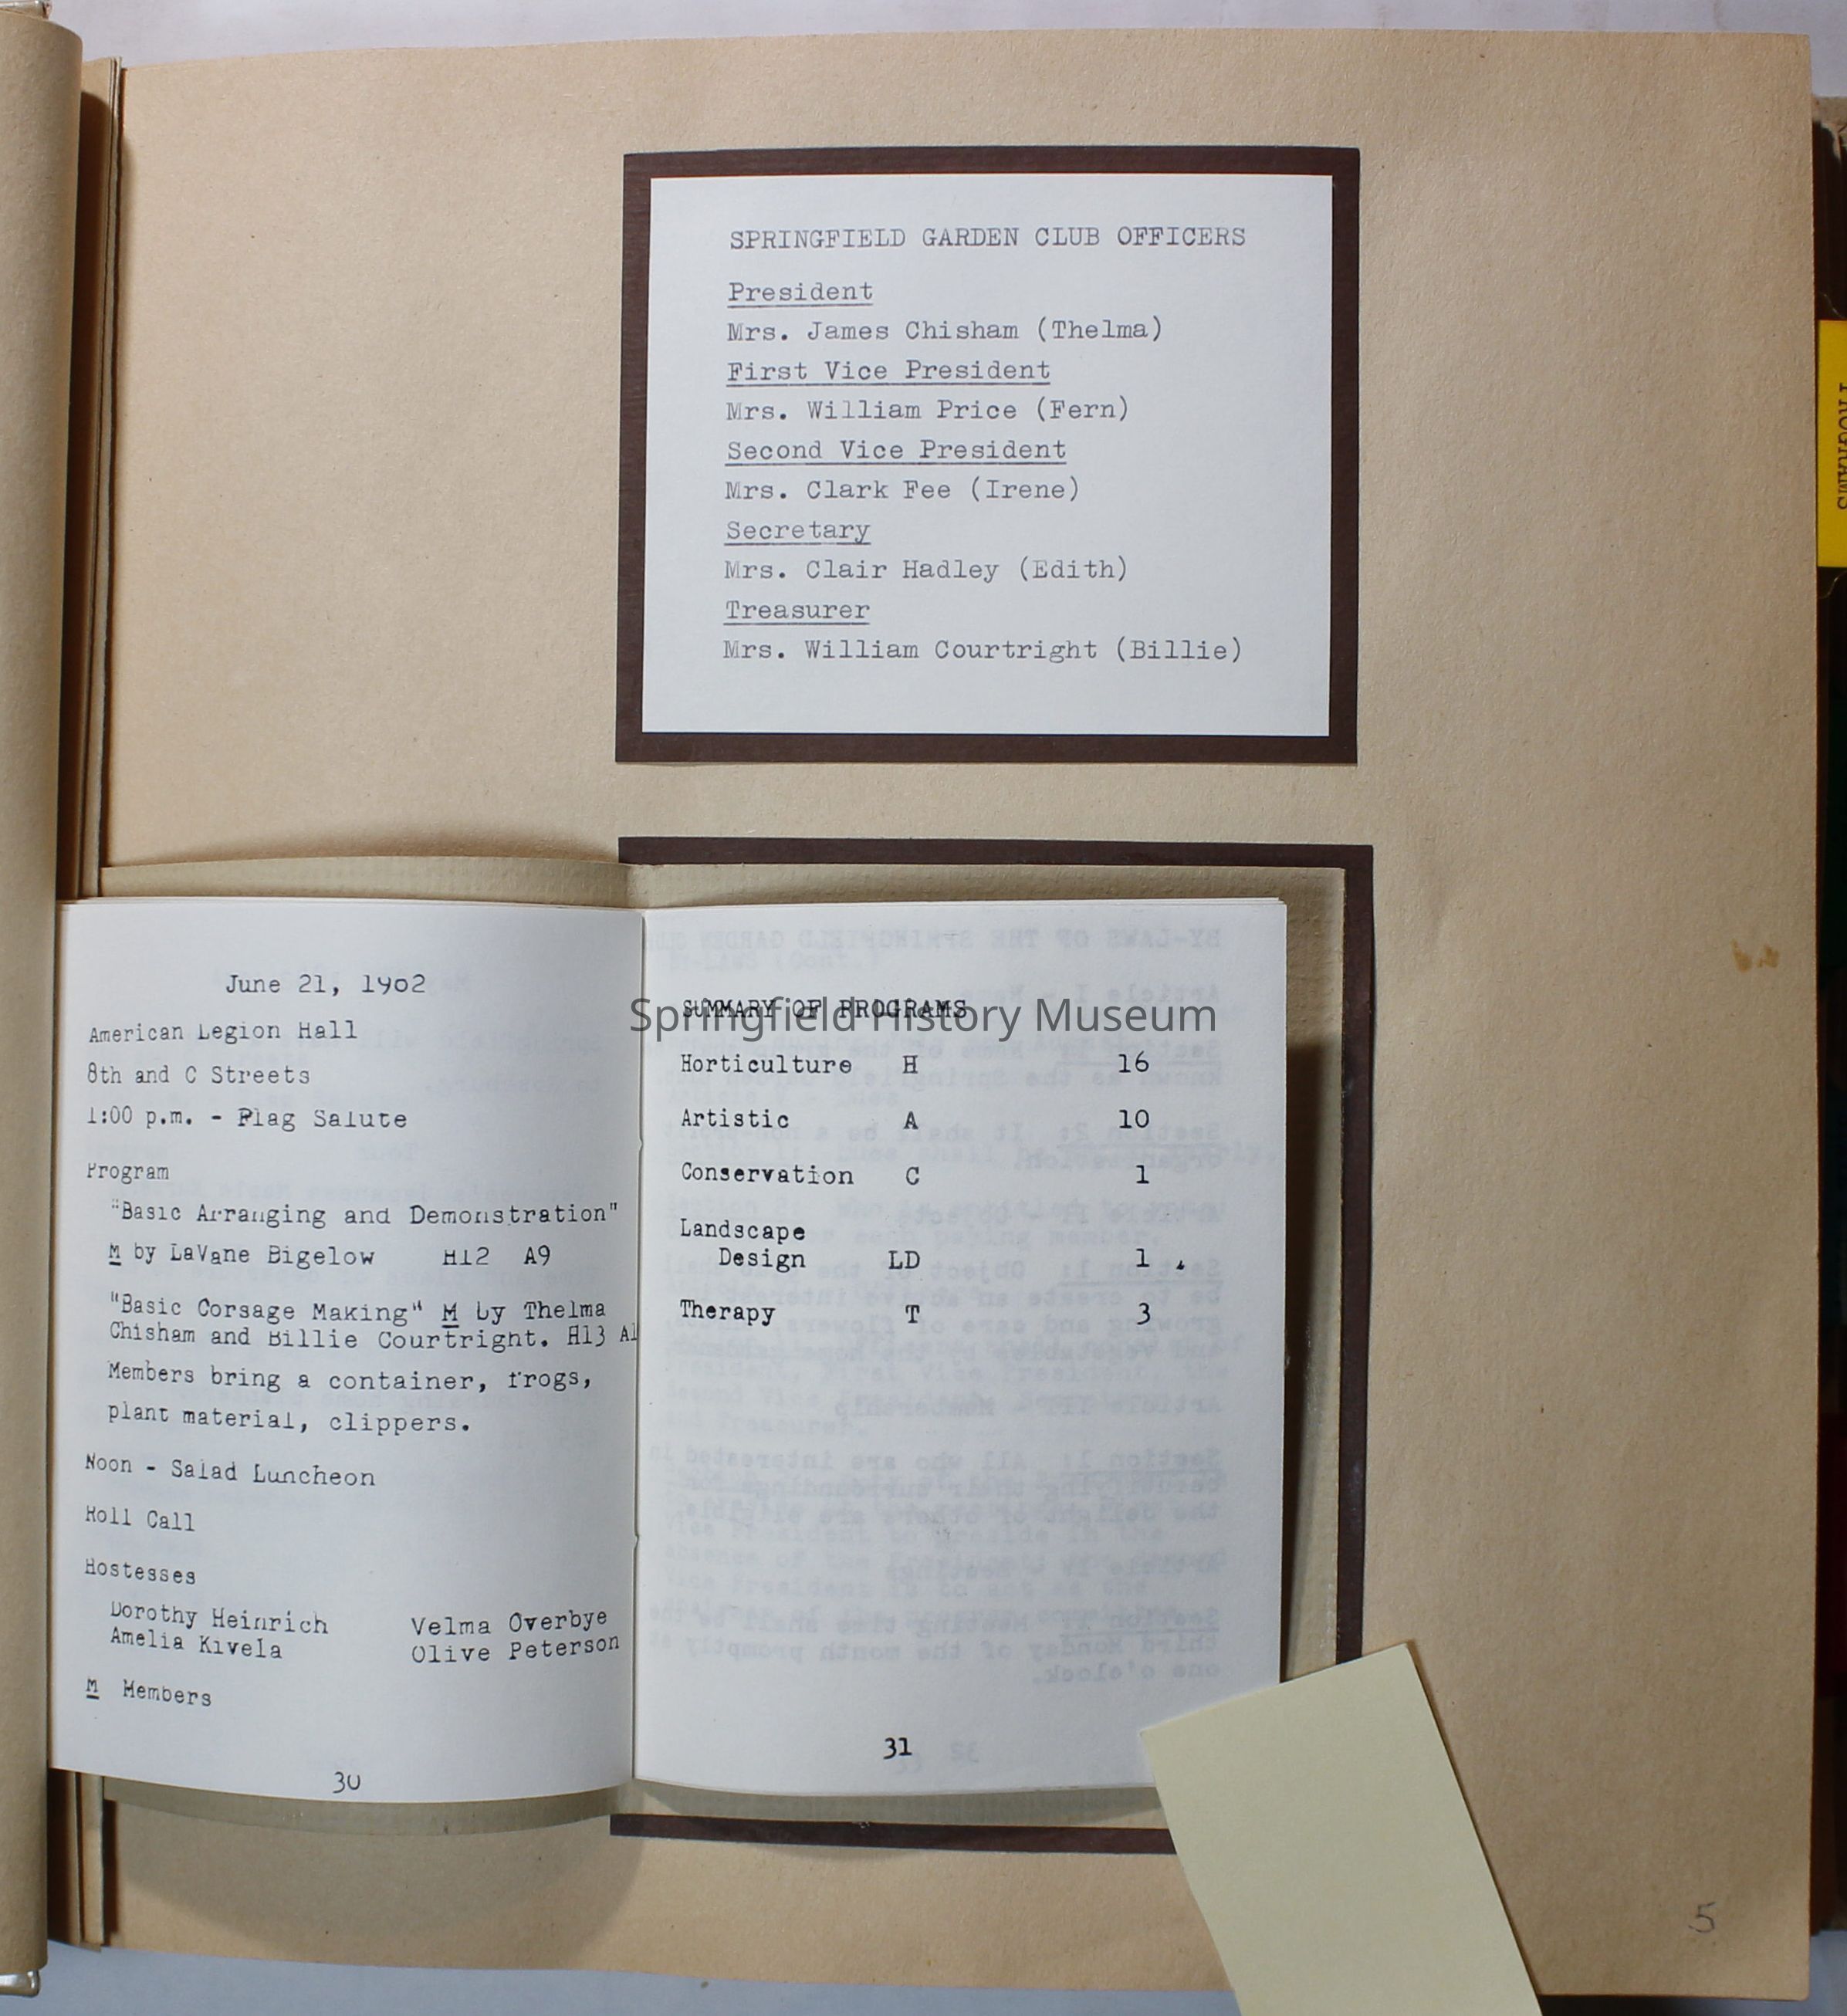 SPRINGFIELD GARDEN CLUB OFFICERS
President
Mrs. James Chisham (Thelma)
First Vice President
Mrs. William Price (Fern)
Second Vice President
Mrs. Clark Fee (Irene)
Secretary
Mrs. Clair Hadley (Edith)
Treasurer
Mrs. William Courtright (Billie)
June 21,
American Legion Hall
8th and C Streets
1:00 p.m. - Flag Salute
Program
"Basic Arranging and Demonstration"
M by LaVane Bigelow H12 A9
"Basic Corsage Making" M by Thelma
Chisham and Billie Courtright. H13 A1
Members bring a container, frogs,
plant material, clippers.
Noon - Salad Luncheon
Roll Call
Hostesses
Dorothy Heinrich Velma Overbye
Amelia Kivela Olive Peterson
M Members
30
SUMMARY OF PROGRAMS
Springfield History Museum
Horticulture H 16
Artistic A 10
Conservation C 1
Landscape
Design LD 1
Therapy T 3
31
5